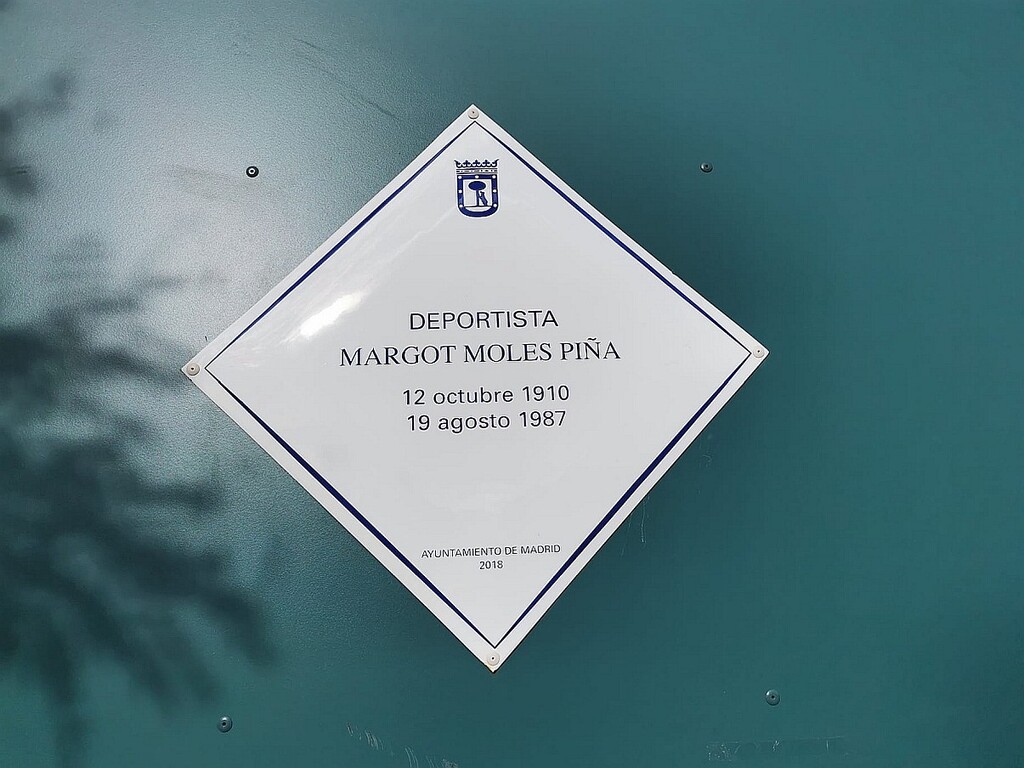 DEPORTISTA
MARGOT MOLES PIÑA
12 octubre 1910
19 agosto 1987
AYUNTAMIENTO DE MADRID
2018